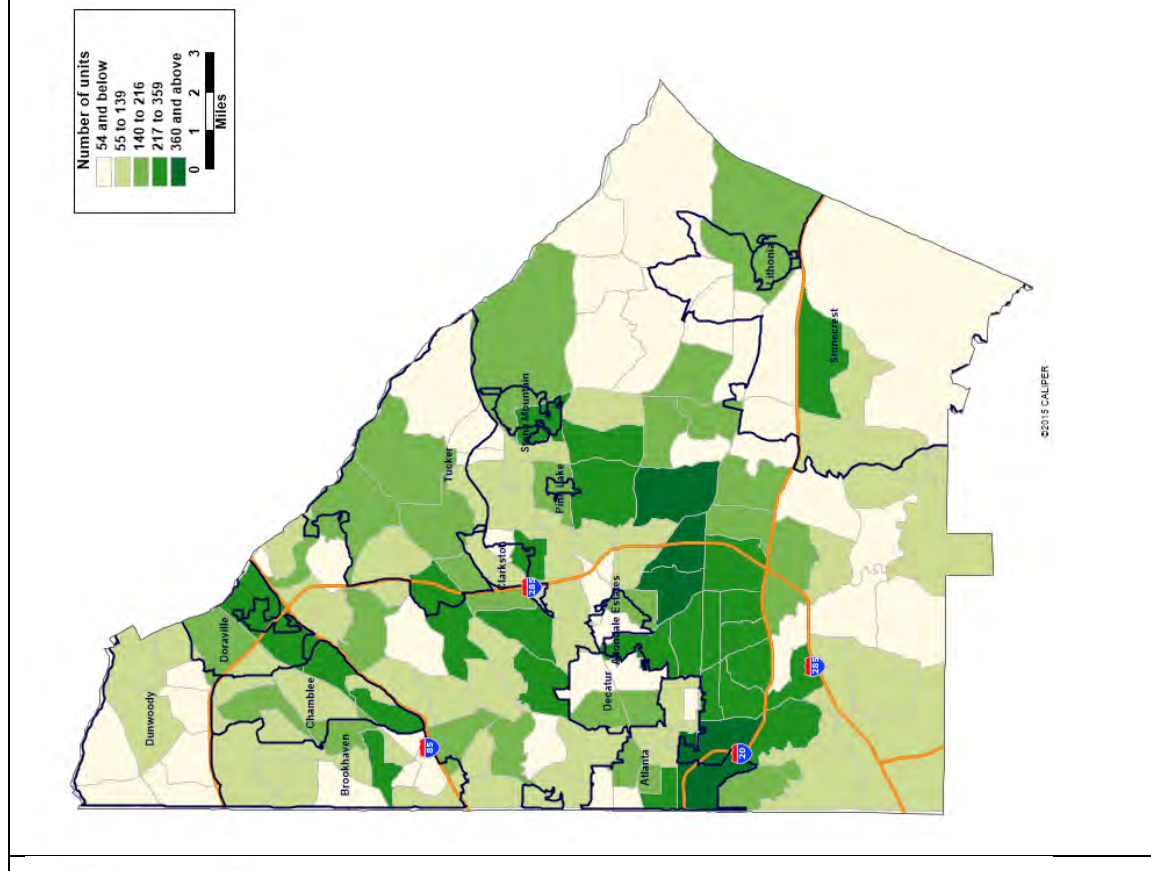 Number of units
54 and below
55 to 139
140 to 216
217 to 359
360 and above
0 1 2 3
Miles
Dunwoody
Doraville
Chamblee
Brookhaven
85
Tucker
Stone Mountain
Pine Lake
Clarkston
285
Avondale Estates
Decatur
Atlanta
20
285
Lithonia
Stonecrest
©2015 CALIPER